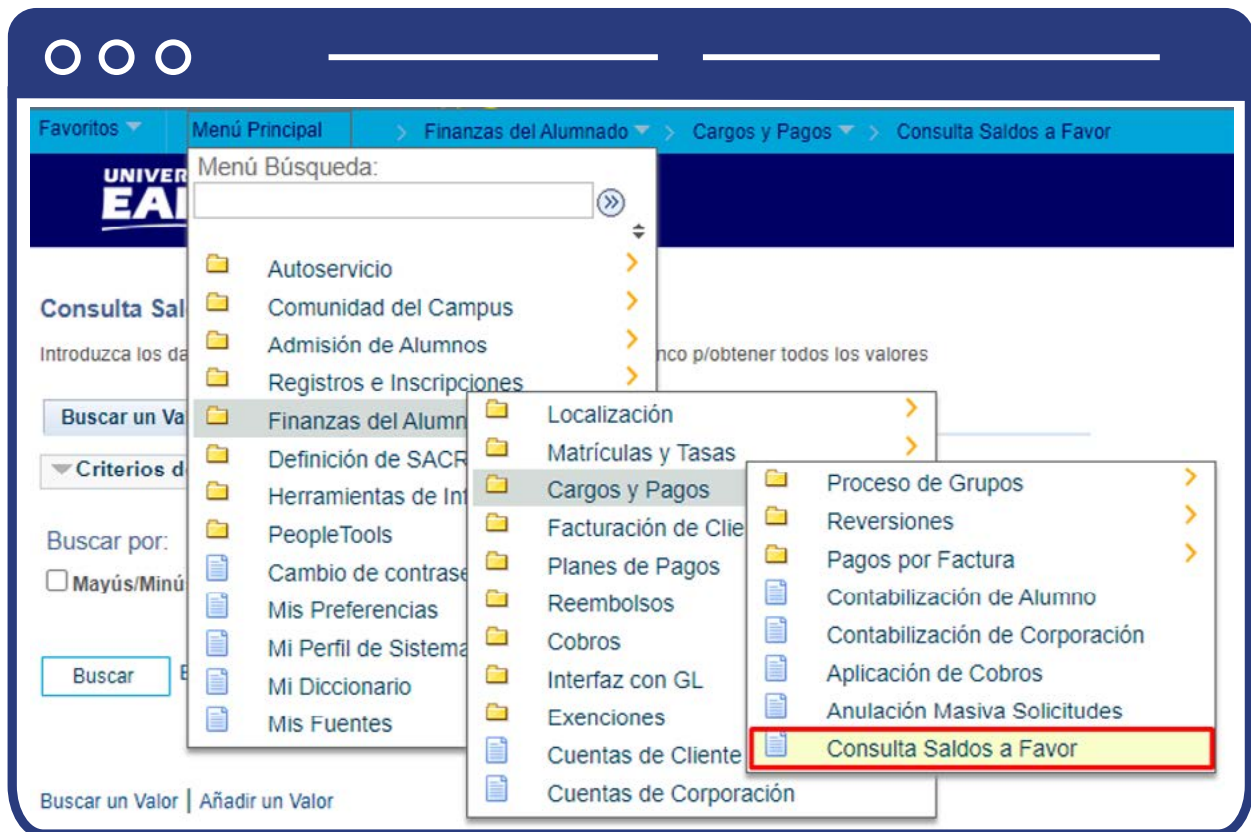 Favoritos Menú Principal Finanzas del Alumnado Cargos y Pagos Consulta Saldos a Favor
Menú Búsqueda:
Autoservicio
Comunidad del Campus
Admisión de Alumnos
Registros e Inscripciones
Finanzas del Alumn
Definición de SACR
Herramientas de Inf
PeopleTools
Cambio de contrase
Mis Preferencias
Mi Perfil de Sistema
Mi Diccionario
Mis Fuentes
Localización
Matrículas y Tasas
Cargos y Pagos
Facturación de Clie
Planes de Pagos
Reembolsos
Cobros
Interfaz con GL
Exenciones
Cuentas de Cliente
Cuentas de Corporación
Proceso de Grupos
Reversiones
Pagos por Factura
Contabilización de Alumno
Contabilización de Corporación
Aplicación de Cobros
Anulación Masiva Solicitudes
Consulta Saldos a Favor
UNIVER
Consulta Sal
Introduzca los da nco p/obtener todos los valores
Buscar un Va
Criterios d
Buscar por:
Mayús/Minú
Buscar
Buscar un Valor | Añadir un Valor